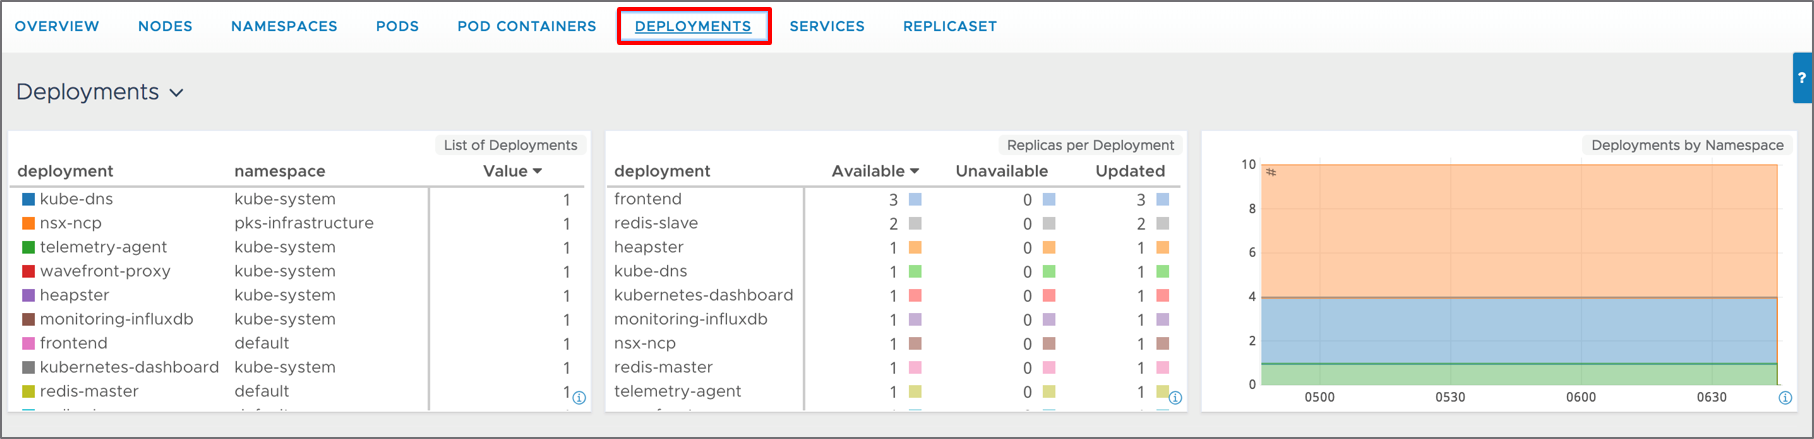 OVERVIEW NODES NAMESPACES PODS POD CONTAINERS DEPLOYMENTS SERVICES REPLICASET
?
Deployments
List of Deployments
deployment namespace Value
kube-dns kube-system 1
nsx-ncp pks-infrastructure 1
telemetry-agent kube-system 1
wavefront-proxy kube-system 1
heapster kube-system 1
monitoring-influxdb kube-system 1
frontend default 1
kubernetes-dashboard kube-system 1
redis-master default 1
Replicas per Deployment
deployment Available Unavailable Updated
frontend 3 0 3
redis-slave 2 0 2
heapster 1 0 1
kube-dns 1 0 1
kubernetes-dashboard 1 0 1
monitoring-influxdb 1 0 1
nsx-ncp 1 0 1
redis-master 1 0 1
telemetry-agent 1 0 1
Deployments by Namespace
#
10
8
6
4
2
0
0500 0530 0600 0630